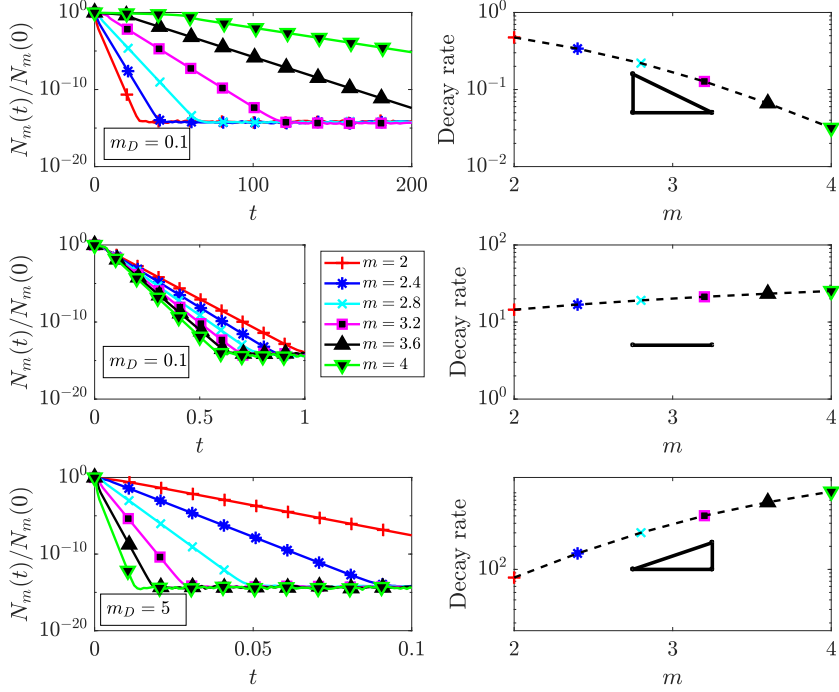 10^0
10^{-10}
10^{-20}
N_m(t)/N_m(0)
m_D = 0.1
0 100 200
t
10^0
10^{-1}
10^{-2}
Decay rate
2 3 4
m
10^0
10^{-10}
10^{-20}
N_m(t)/N_m(0)
m_D = 0.1
0 0.5 1
t
m = 2
m = 2.4
m = 2.8
m = 3.2
m = 3.6
m = 4
10^2
10^1
10^0
Decay rate
2 3 4
m
10^0
10^{-10}
10^{-20}
N_m(t)/N_m(0)
m_D = 5
0 0.05 0.1
t
10^2
Decay rate
2 3 4
m